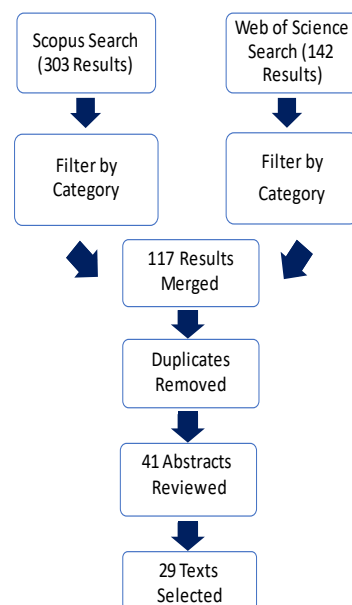 Scopus Search
(303 Results)
Web of Science
Search (142
Results)
Filter by
Category
Filter by
Category
117 Results
Merged
Duplicates
Removed
41 Abstracts
Reviewed
29 Texts
Selected